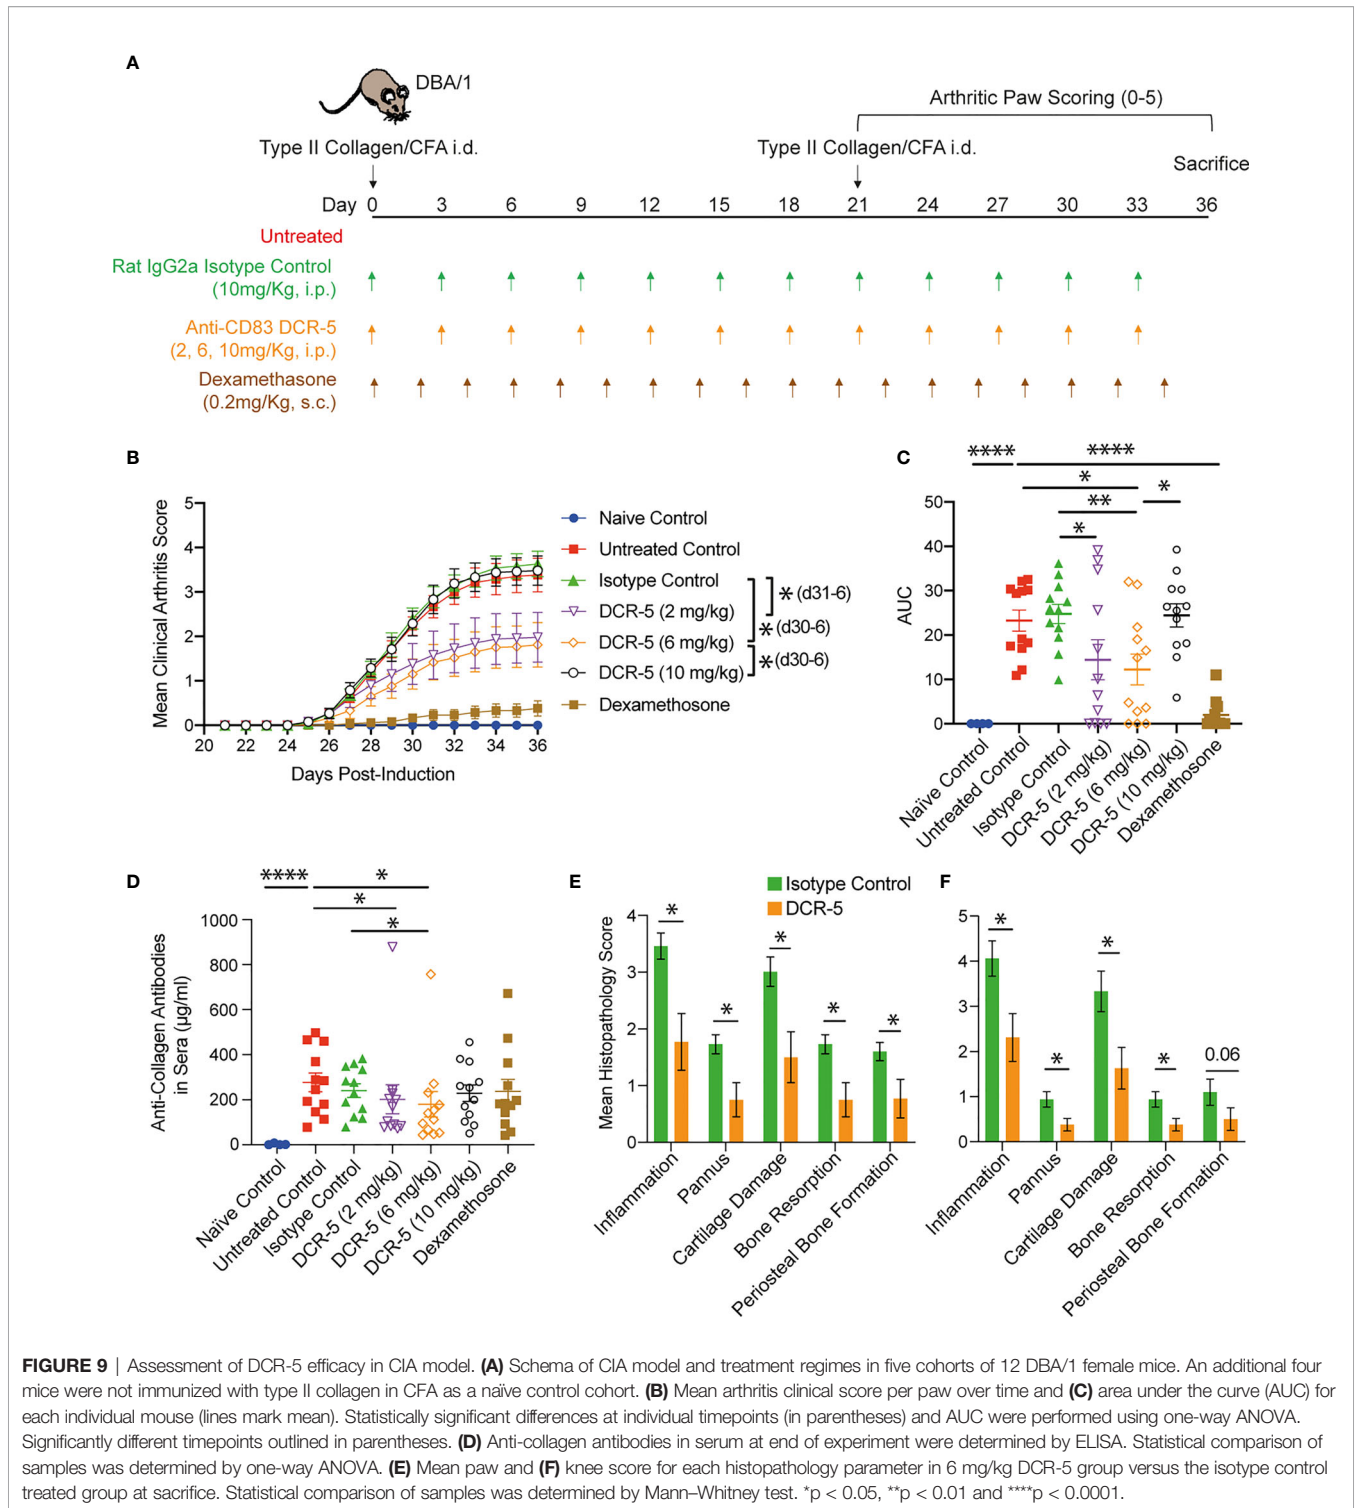 A
DBA/1
Arthritic Paw Scoring (0-5)
Type II Collagen/CFA i.d.
Type II Collagen/CFA i.d.
Sacrifice
Day 0 3 6 9 12 15 18 21 24 27 30 33 36
Untreated
Rat IgG2a Isotype Control
(10mg/Kg, i.p.)
Anti-CD83 DCR-5
(2, 6, 10mg/Kg, i.p.)
Dexamethasone
(0.2mg/Kg, s.c.)
B
Mean Clinical Arthritis Score
5
4
3
2
1
0
20 22 24 26 28 30 32 34 36
Days Post-Induction
Naive Control
Untreated Control
Isotype Control
DCR-5 (2 mg/kg)
DCR-5 (6 mg/kg)
DCR-5 (10 mg/kg)
Dexamethosone
* (d31-6)
* (d30-6)
* (d30-6)
C
**** ****
*
** *
*
AUC
50
40
30
20
10
0
Naïve Control
Untreated Control
Isotype Control
DCR-5 (2 mg/kg)
DCR-5 (6 mg/kg)
DCR-5 (10 mg/kg)
Dexamethosone
D
**** *
*
*
Anti-Collagen Antibodies
in Sera (µg/ml)
1000
800
600
400
200
0
Naïve Control
Untreated Control
Isotype Control
DCR-5 (2 mg/kg)
DCR-5 (6 mg/kg)
DCR-5 (10 mg/kg)
Dexamethosone
E
Isotype Control
DCR-5
Mean Histopathology Score
4
3
2
1
0
* * * * *
Inflammation
Pannus
Cartilage Damage
Bone Resorption
Periosteal Bone Formation
F
5
4
3
2
1
0
* * * * 0.06
Inflammation
Pannus
Cartilage Damage
Bone Resorption
Periosteal Bone Formation
FIGURE 9 | Assessment of DCR-5 efficacy in CIA model. (A) Schema of CIA model and treatment regimes in five cohorts of 12 DBA/1 female mice. An additional four
mice were not immunized with type II collagen in CFA as a naïve control cohort. (B) Mean arthritis clinical score per paw over time and (C) area under the curve (AUC) for
each individual mouse (lines mark mean). Statistically significant differences at individual timepoints (in parentheses) and AUC were performed using one-way ANOVA.
Significantly different timepoints outlined in parentheses. (D) Anti-collagen antibodies in serum at end of experiment were determined by ELISA. Statistical comparison of
samples was determined by one-way ANOVA. (E) Mean paw and (F) knee score for each histopathology parameter in 6 mg/kg DCR-5 group versus the isotype control
treated group at sacrifice. Statistical comparison of samples was determined by Mann–Whitney test. *p < 0.05, **p < 0.01 and ****p < 0.0001.